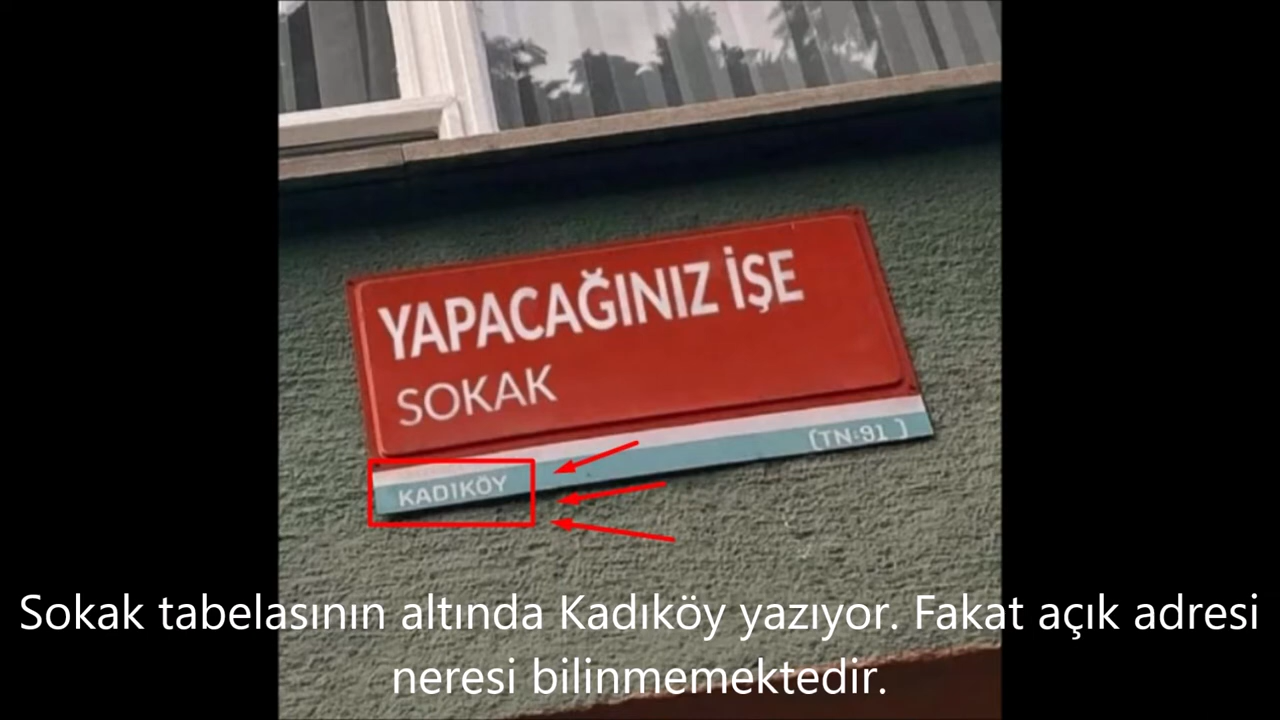 YAPACAĞINIZ İŞE
SOKAK
(TN:91 )
KADIKÖY
Sokak tabelasının altında Kadıköy yazıyor. Fakat açık adresi
neresi bilinmemektedir.